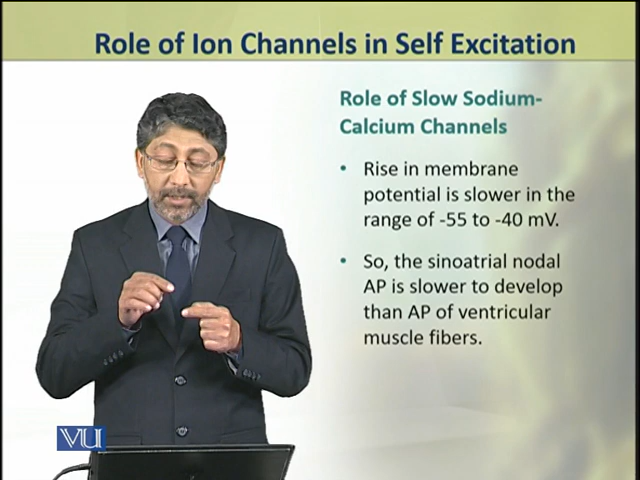 Role of Ion Channels in Self Excitation
Role of Slow Sodium-
Calcium Channels
• Rise in membrane
potential is slower in the
range of -55 to -40 mV.
• So, the sinoatrial nodal
AP is slower to develop
than AP of ventricular
muscle fibers.
VU